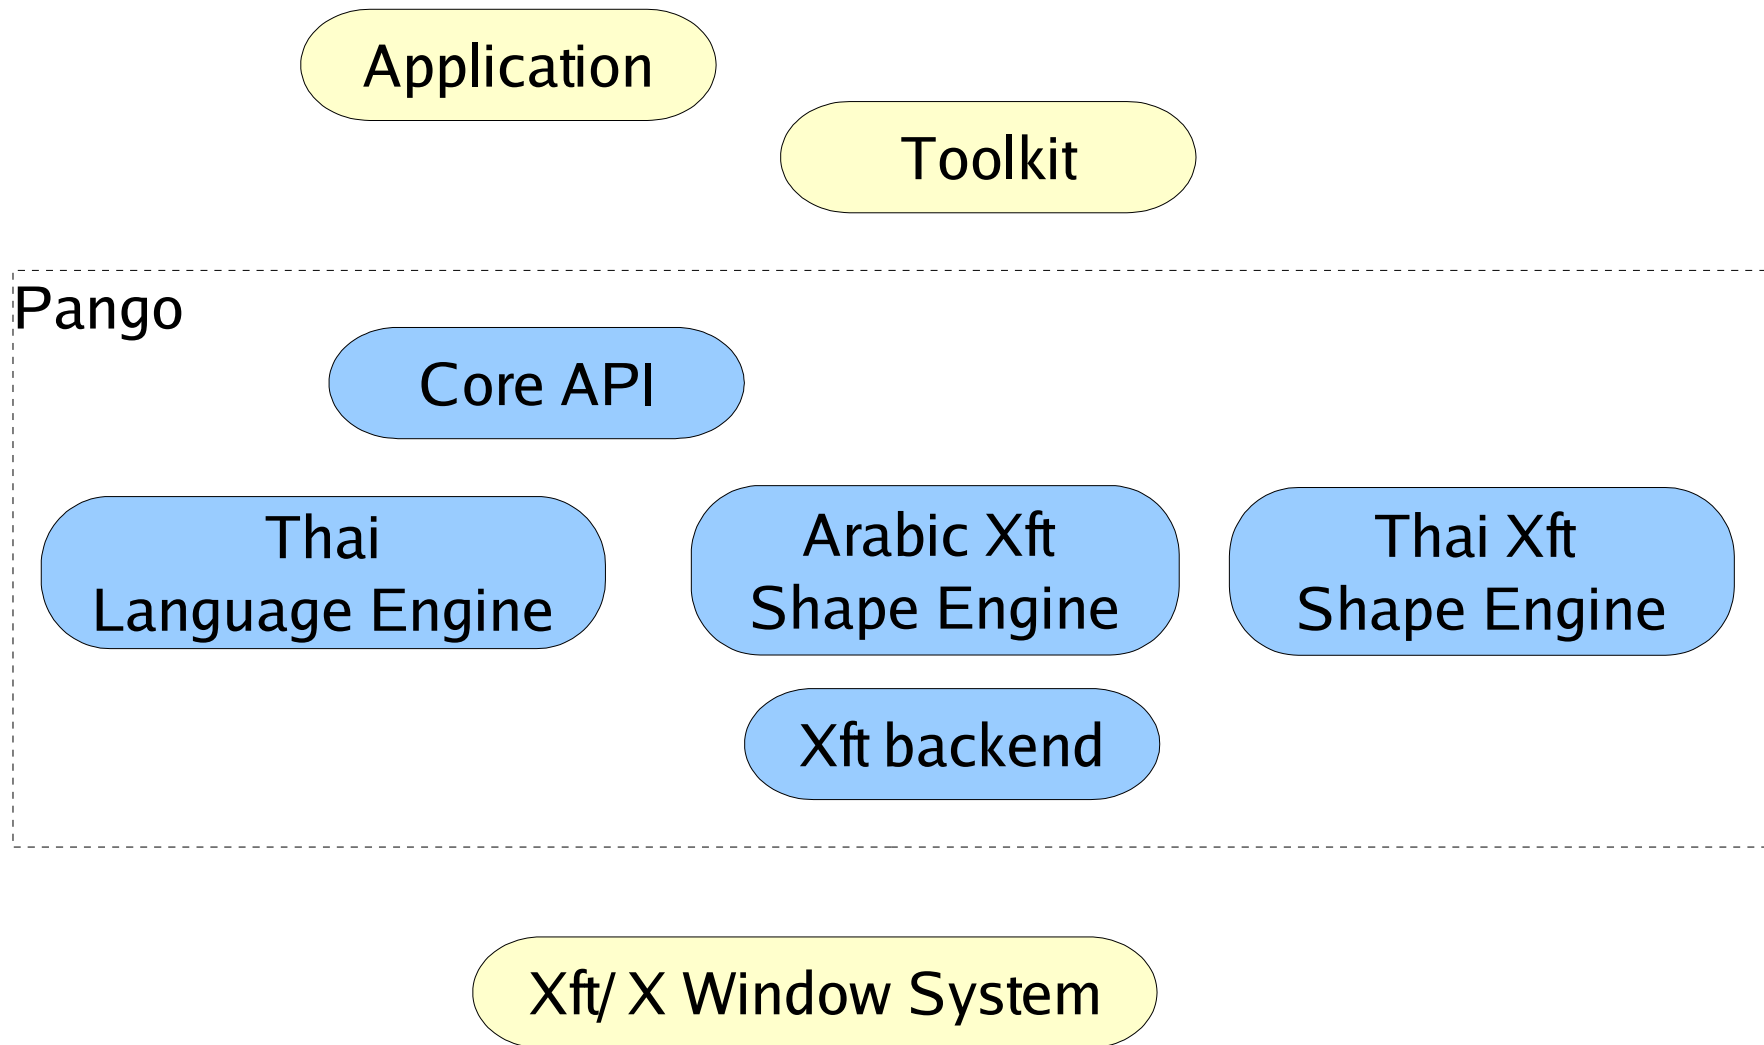 Application
Toolkit
Pango
Core API
Thai
Language Engine
Arabic Xft
Shape Engine
Thai Xft
Shape Engine
Xft backend
Xft/ X Window System